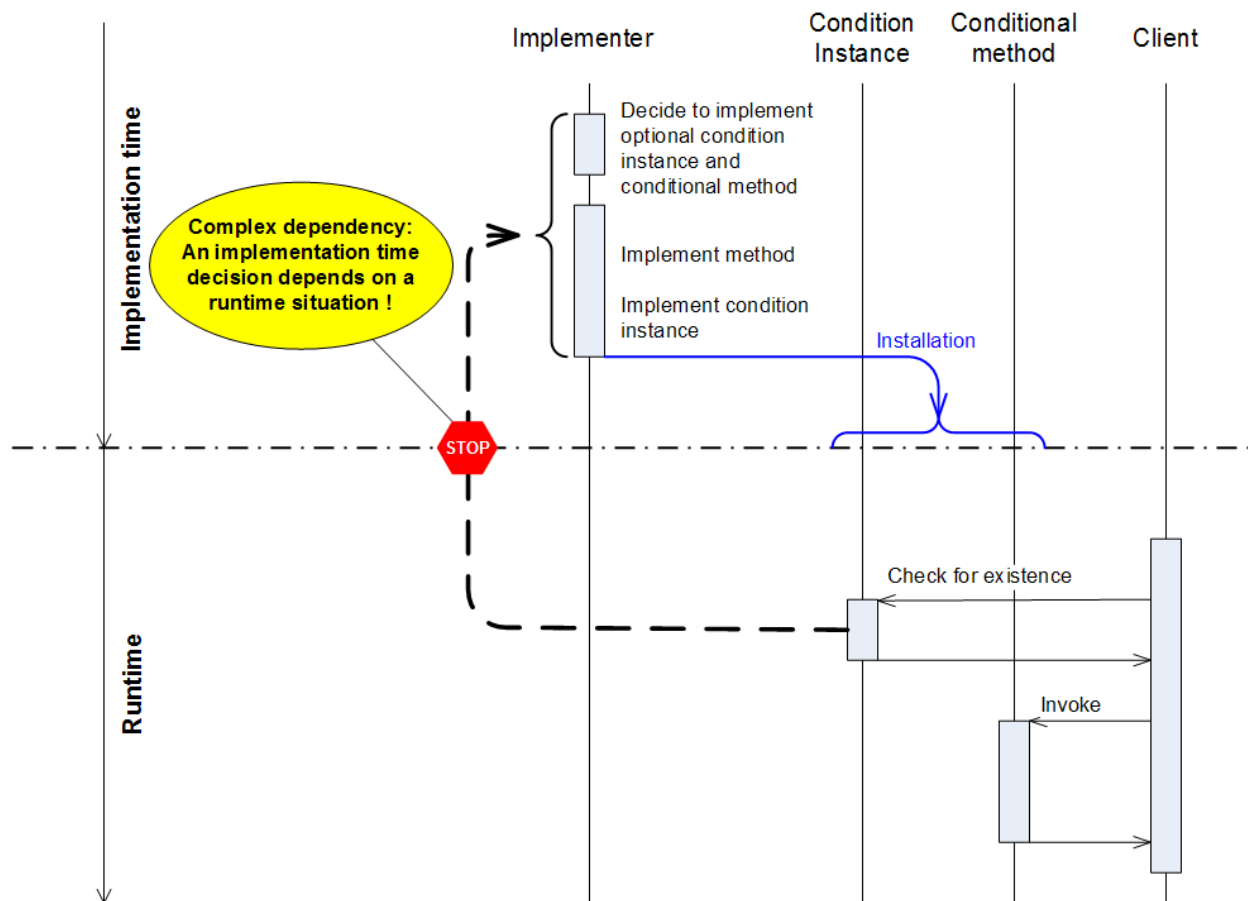 Implementer
Condition
Instance
Conditional
method
Client
Implementation time
Decide to implement
optional condition
instance and
conditional method
Complex dependency:
An implementation time
decision depends on a
runtime situation !
Implement method
Implement condition
instance
Installation
STOP
Runtime
Check for existence
Invoke